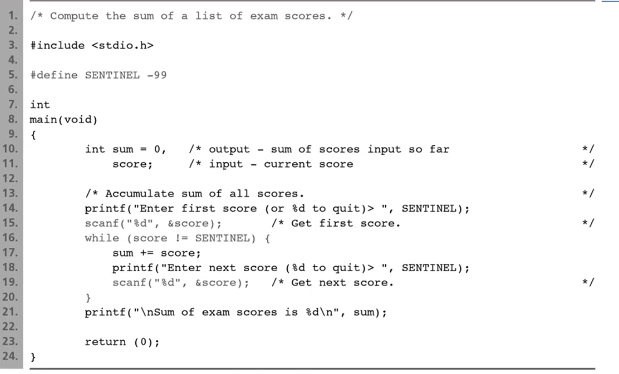 1. /* Compute the sum of a list of exam scores. */
2.
3. #include <stdio.h>
4.
5. #define SENTINEL -99
6.
7. int
8. main(void)
9. {
10. int sum = 0, /* output - sum of scores input so far */
11. score; /* input - current score */
12.
13. /* Accumulate sum of all scores. */
14. printf("Enter first score (or %d to quit)> ", SENTINEL);
15. scanf("%d", &score); /* Get first score. */
16. while (score != SENTINEL) {
17. sum += score;
18. printf("Enter next score (%d to quit)> ", SENTINEL);
19. scanf("%d", &score); /* Get next score. */
20. }
21. printf("\nSum of exam scores is %d\n", sum);
22.
23. return (0);
24. }